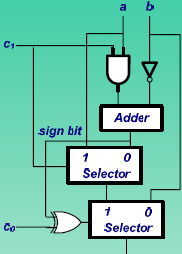 a b
c₁
Adder
sign bit
1 0
Selector
1 0
c₀ Selector